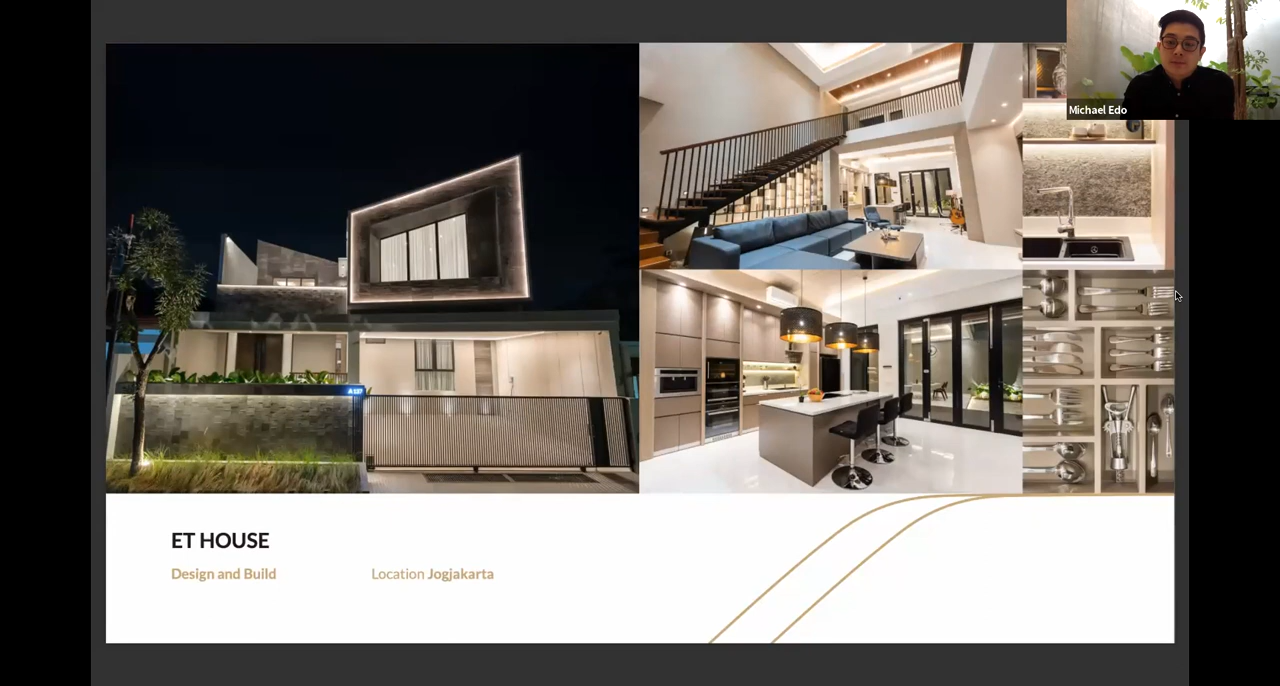 Michael Edo
ET HOUSE
Design and Build
Location Jogjakarta